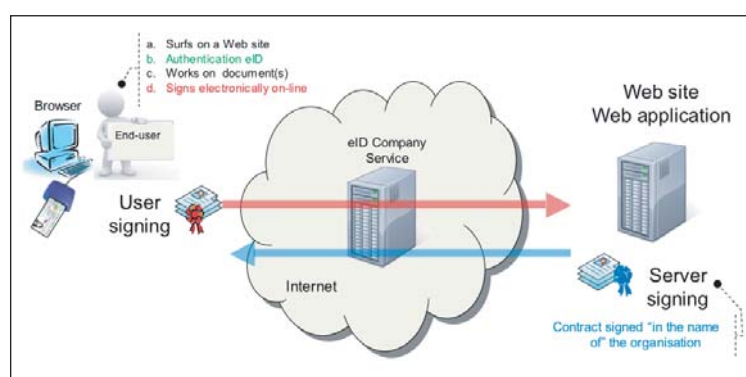 a. Surfs on a Web site
b. Authentication eID
c. Works on document(s)
d. Signs electronically on-line
Browser
End-user
User
signing
eID Company
Service
Internet
Web site
Web application
Server
signing
Contract signed "in the name
of" the organisation